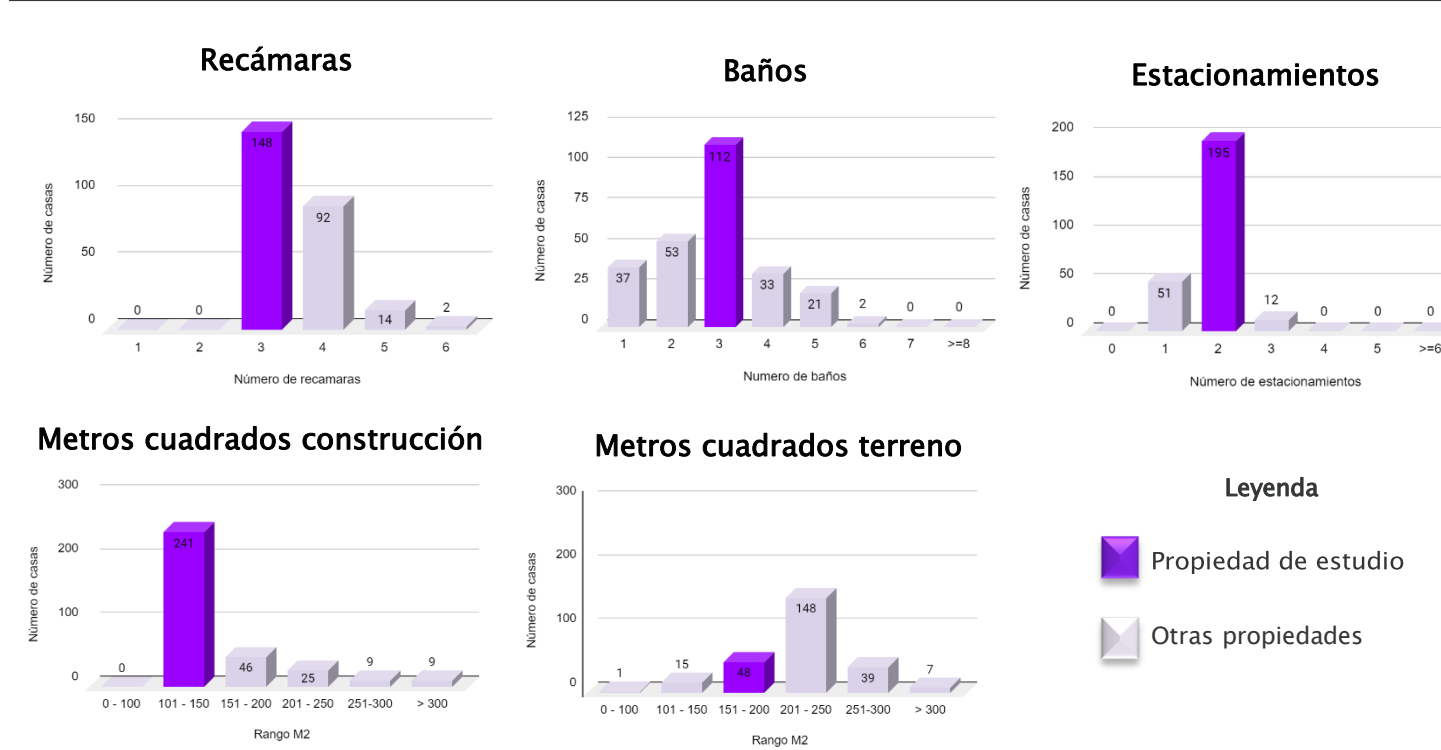 Recámaras
150
100
50
0
Número de casas
0
0
148
92
14
2
1 2 3 4 5 6
Número de recamaras
Baños
125
100
75
50
25
0
Número de casas
37
53
112
33
21
2
0
0
1 2 3 4 5 6 7 >=8
Numero de baños
Estacionamientos
200
150
100
50
0
Número de casas
0
51
195
12
0
0
0
0 1 2 3 4 5 >=6
Número de estacionamientos
Metros cuadrados construcción
300
200
100
0
Número de casas
0
241
46
25
9
9
0 - 100 101 - 150 151 - 200 201 - 250 251-300 > 300
Rango M2
Metros cuadrados terreno
300
200
100
0
Número de casas
1
15
48
148
39
7
0 - 100 101 - 150 151 - 200 201 - 250 251-300 > 300
Rango M2
Leyenda
Propiedad de estudio
Otras propiedades